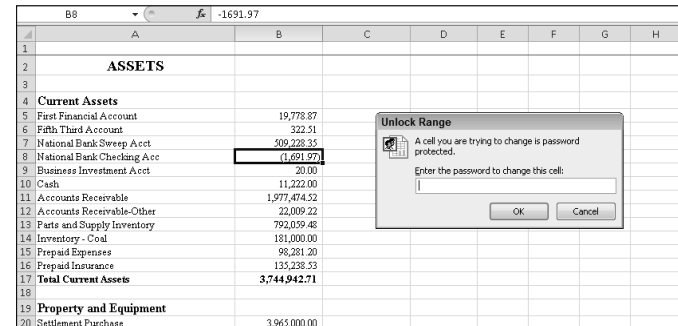 B8 fx -1691.97
A B C D E F G H
1
2 ASSETS
3
4 Current Assets
5 First Financial Account 19,778.87
6 Fifth Third Account 322.51
7 National Bank Sweep Acct 509,228.35
8 National Bank Checking Acc (1,691.97)
9 Business Investment Acct 20.00
10 Cash 11,222.00
11 Accounts Receivable 1,977,474.52
12 Accounts Receivable-Other 22,009.22
13 Parts and Supply Inventory 792,059.48
14 Inventory - Coal 181,000.00
15 Prepaid Expenses 98,281.20
16 Prepaid Insurance 135,238.53
17 Total Current Assets 3,744,942.71
18
19 Property and Equipment
20 Settlement Purchase 3,965,000.00
Unlock Range
A cell you are trying to change is password
protected.
Enter the password to change this cell:
OK Cancel